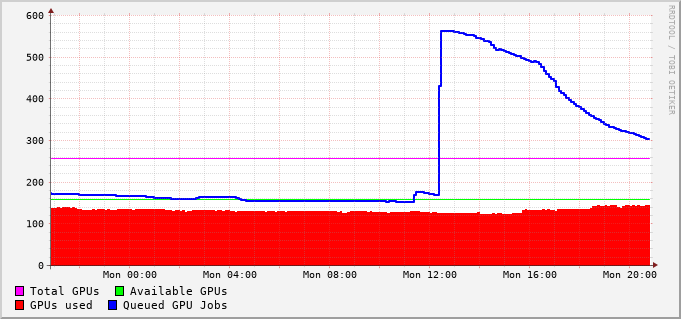 RRDTOOL / TOBI OETIKER
600
500
400
300
200
100
0
Mon 00:00 Mon 04:00 Mon 08:00 Mon 12:00 Mon 16:00 Mon 20:00
Total GPUs Available GPUs
GPUs used Queued GPU Jobs